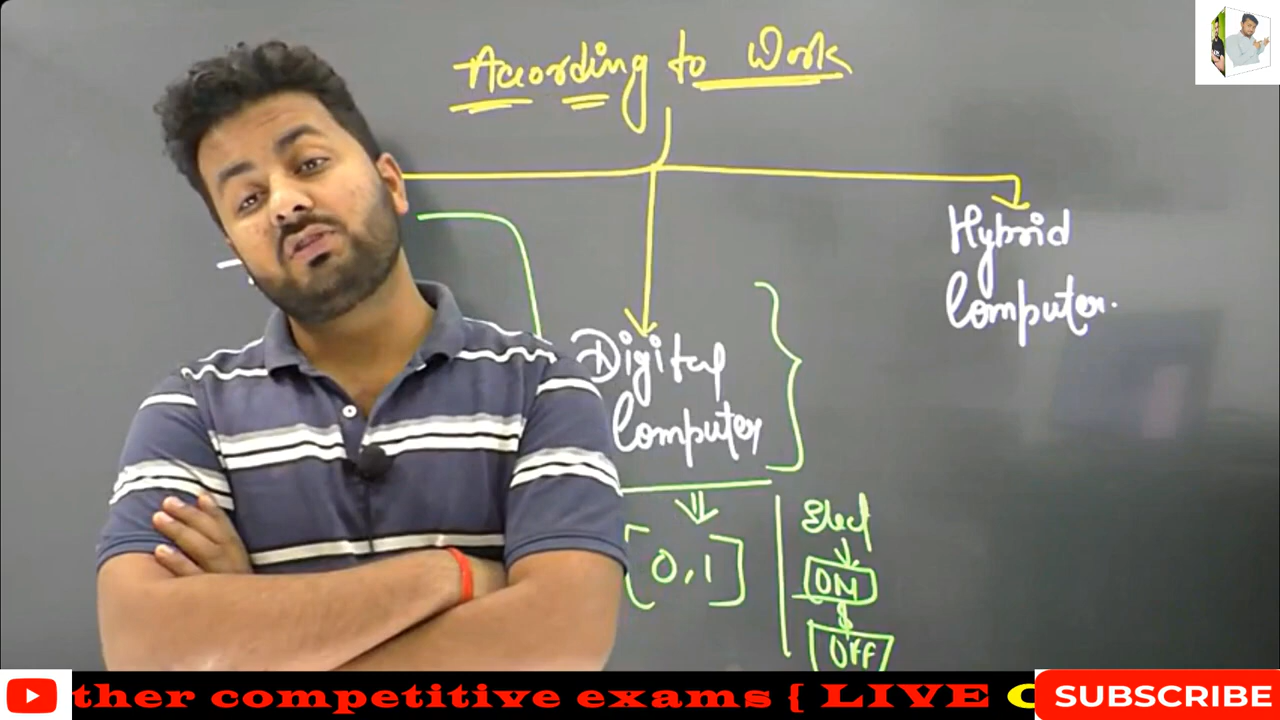 According to Work
Hybrid
Computer.
Digital
Computer
[0,1]
Elect
ON
OFF
ther competitive exams { LIVE
SUBSCRIBE